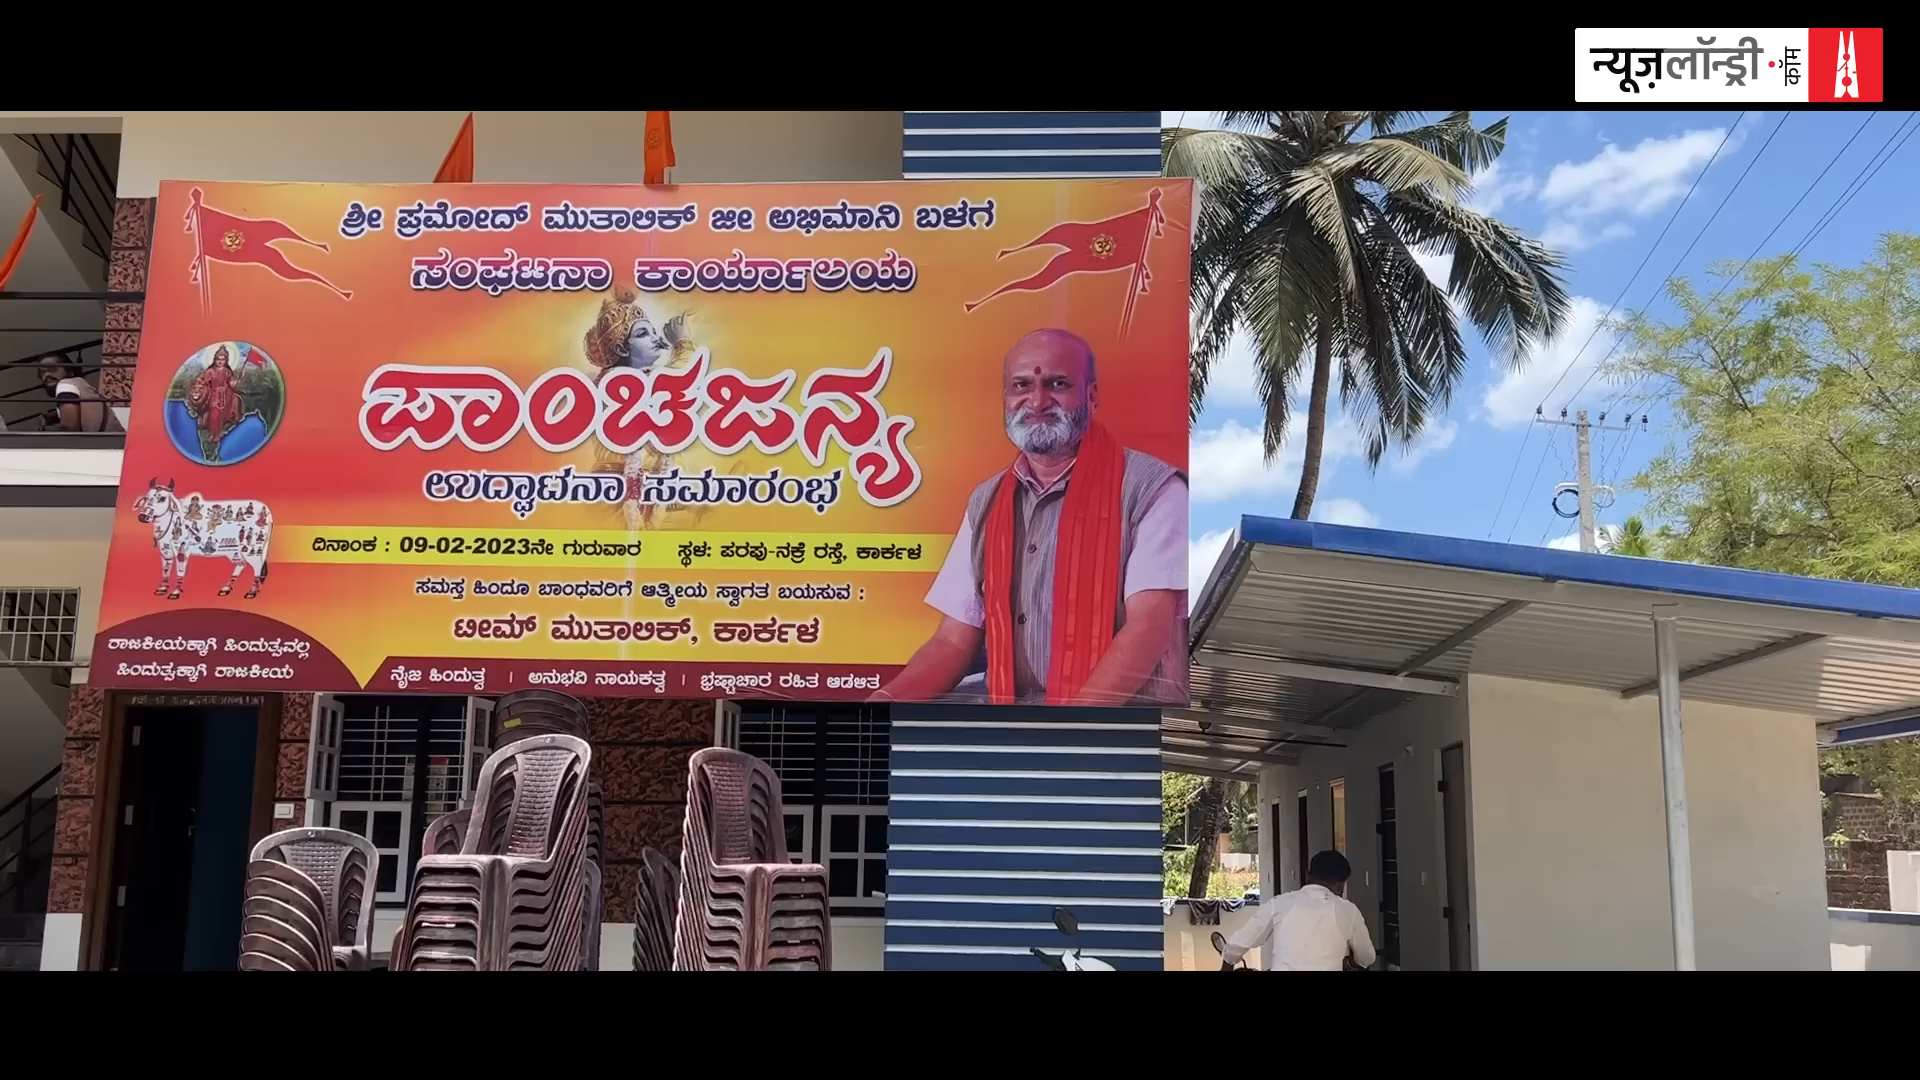 न्यूज़लॉन्ड्री.कॉम
ಶ್ರೀ ಪ್ರಮೋದ್ ಮುತಾಲಿಕ್ ಜೀ ಅಭಿಮಾನಿ ಬಳಗ
ಸಂಘಟನಾ ಕಾರ್ಯಾಲಯ
ಪಾಂಚಜನ್ಯ
ಉದ್ಘಾಟನಾ ಸಮಾರಂಭ
ದಿನಾಂಕ : 09-02-2023ನೇ ಗುರುವಾರ ಸ್ಥಳ: ಪರಪು-ನಕ್ರೆ ರಸ್ತೆ, ಕಾರ್ಕಳ
ಸಮಸ್ತ ಹಿಂದೂ ಬಾಂಧವರಿಗೆ ಆತ್ಮೀಯ ಸ್ವಾಗತ ಬಯಸುವ :
ಟೀಮ್ ಮುತಾಲಿಕ್, ಕಾರ್ಕಳ
ರಾಜಕೀಯಕ್ಕಾಗಿ ಹಿಂದುತ್ವವಲ್ಲ
ಹಿಂದುತ್ವಕ್ಕಾಗಿ ರಾಜಕೀಯ
ನೈಜ ಹಿಂದುತ್ವ | ಅನುಭವಿ ನಾಯಕತ್ವ | ಭ್ರಷ್ಟಾಚಾರ ರಹಿತ ಆಡಳಿತ